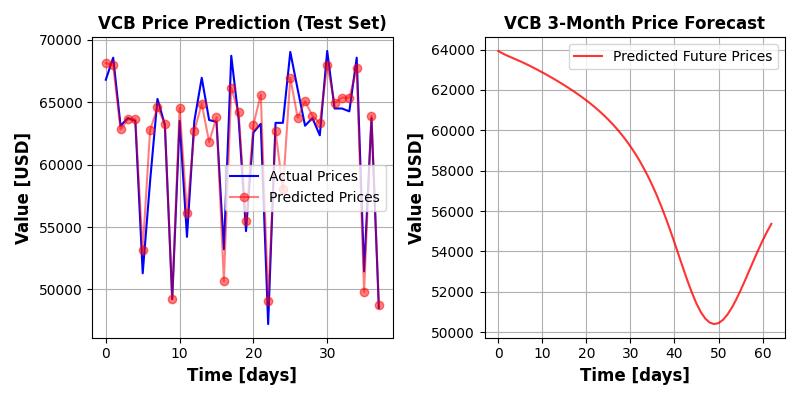 VCB Price Prediction (Test Set)
Value [USD]
70000
65000
60000
55000
50000
Actual Prices
Predicted Prices
0
10
20
30
Time [days]
VCB 3-Month Price Forecast
Value [USD]
64000
62000
60000
58000
56000
54000
52000
50000
Predicted Future Prices
0
10
20
30
40
50
60
Time [days]